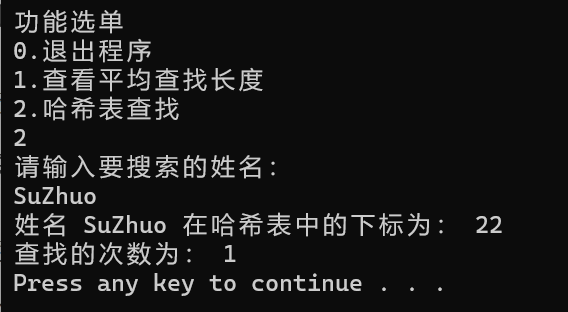 功能选单
0.退出程序
1.查看平均查找长度
2.哈希表查找
2
请输入要搜索的姓名：
SuZhuo
姓名 SuZhuo 在哈希表中的下标为： 22
查找的次数为： 1
Press any key to continue . . .